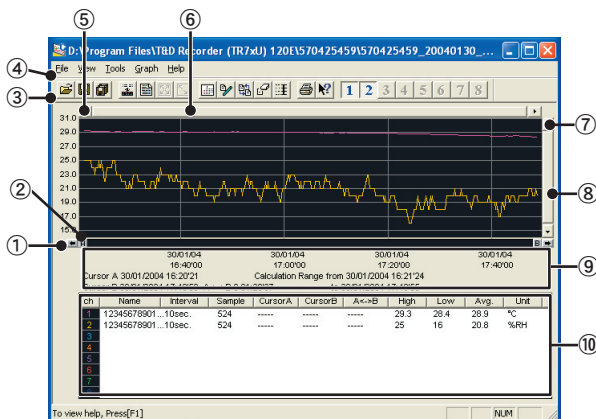 ⑤ ⑥
D:\Program Files\T&D Recorder (TR7xU) 120E\570425459\570425459_20040130_...
④ File View Tools Graph Help
③ 1 2 3 4 5 6 7 8
31.0 ⑦
29.0
27.0
25.0
23.0
21.0 ⑧
19.0
②
17.0
15.0
① B
30/01/04 30/01/04 30/01/04 30/01/04
16:40'00 17:00'00 17:20'00 17:40'00 ⑨
Cursor A 30/01/2004 16:20'21 Calculation Range from 30/01/2004 16:21'24
ch Name Interval Sample CursorA CursorB A<->B High Low Avg. Unit
1 12345678901...10sec. 524 ----- ----- ----- 29.3 28.4 28.9 °C
2 12345678901...10sec. 524 ----- ----- ----- 25 16 20.8 %RH
3
4 ⑩
5
6
7
To view help, Press[F1] NUM